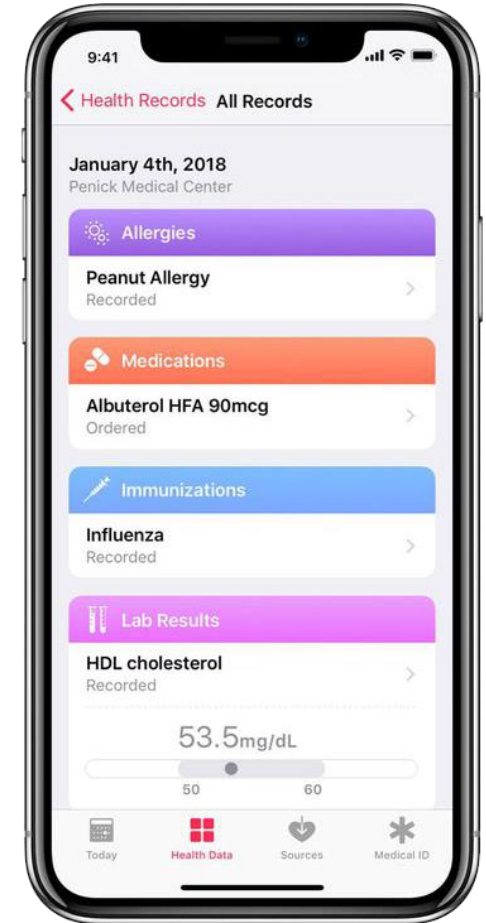 9:41
Health Records All Records
January 4th, 2018
Penick Medical Center
Allergies
Peanut Allergy
Recorded
Medications
Albuterol HFA 90mcg
Ordered
Immunizations
Influenza
Recorded
Lab Results
HDL cholesterol
Recorded
53.5mg/dL
50 60
Today Health Data Sources Medical ID